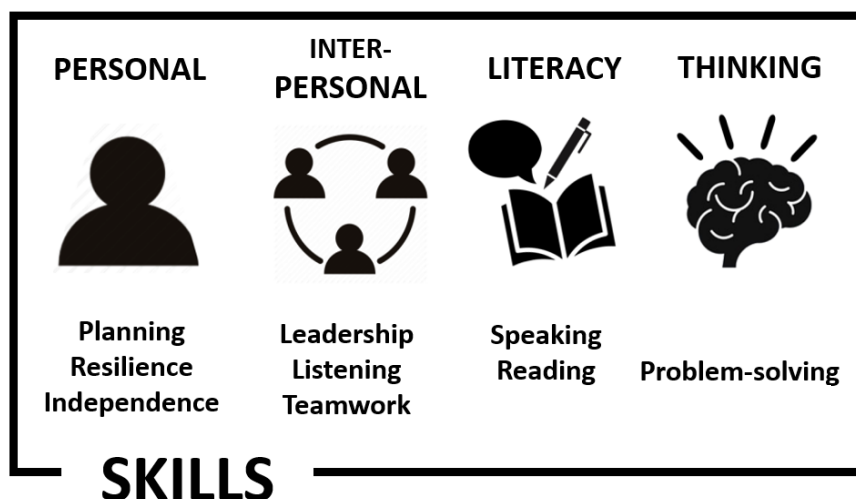 PERSONAL
INTER-
PERSONAL
LITERACY
THINKING
Planning
Resilience
Independence
Leadership
Listening
Teamwork
Speaking
Reading
Problem-solving
SKILLS